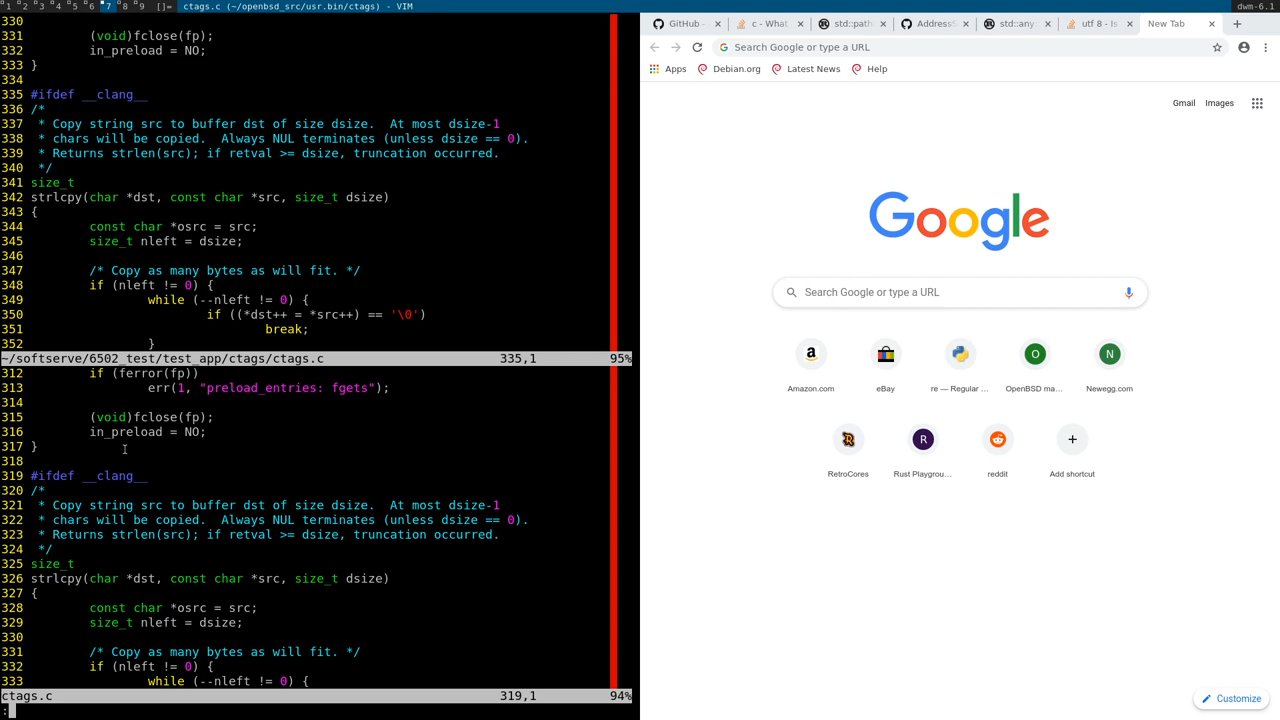 1 2 3 4 5 6 7 8 9 []= ctags.c (~/openbsd_src/usr.bin/ctags) - VIM dwm-6.1
330
331 (void)fclose(fp);
332 in_preload = NO;
333 }
334
335 #ifdef __clang__
336 /*
337 * Copy string src to buffer dst of size dsize.  At most dsize-1
338 * chars will be copied.  Always NUL terminates (unless dsize == 0).
339 * Returns strlen(src); if retval >= dsize, truncation occurred.
340 */
341 size_t
342 strlcpy(char *dst, const char *src, size_t dsize)
343 {
344 const char *osrc = src;
345 size_t nleft = dsize;
346
347 /* Copy as many bytes as will fit. */
348 if (nleft != 0) {
349 while (--nleft != 0) {
350 if ((*dst++ = *src++) == '\0')
351 break;
352 }
~/softserve/6502_test/test_app/ctags/ctags.c 335,1 95%
312 if (ferror(fp))
313 err(1, "preload_entries: fgets");
314
315 (void)fclose(fp);
316 in_preload = NO;
317 }
318
319 #ifdef __clang__
320 /*
321 * Copy string src to buffer dst of size dsize.  At most dsize-1
322 * chars will be copied.  Always NUL terminates (unless dsize == 0).
323 * Returns strlen(src); if retval >= dsize, truncation occurred.
324 */
325 size_t
326 strlcpy(char *dst, const char *src, size_t dsize)
327 {
328 const char *osrc = src;
329 size_t nleft = dsize;
330
331 /* Copy as many bytes as will fit. */
332 if (nleft != 0) {
333 while (--nleft != 0) {
ctags.c 319,1 94%
:
GitHub - c - What std::path AddressS std::any: utf 8 - Is New Tab
Search Google or type a URL
Apps Debian.org Latest News Help
Gmail Images
Google
Search Google or type a URL
a O N
Amazon.com eBay re — Regular ... OpenBSD ma... Newegg.com
R
RetroCores Rust Playgrou... reddit Add shortcut
Customize